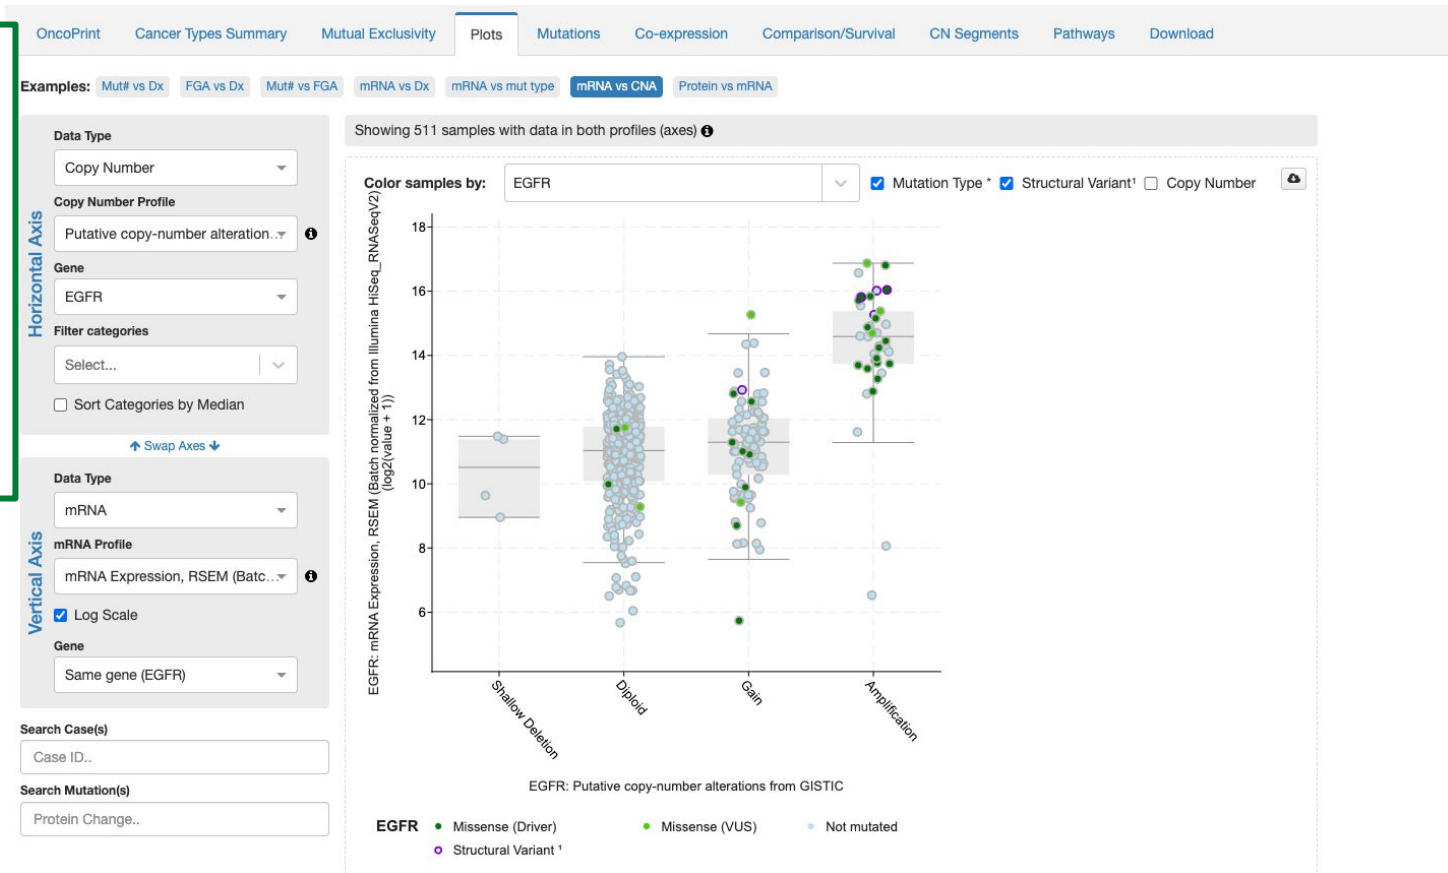 OncoPrint Cancer Types Summary Mutual Exclusivity Plots Mutations Co-expression Comparison/Survival CN Segments Pathways Download
Examples: Mut# vs Dx FGA vs Dx Mut# vs FGA mRNA vs Dx mRNA vs mut type mRNA vs CNA Protein vs mRNA
Horizontal Axis
Data Type
Copy Number
Copy Number Profile
Putative copy-number alteration...
Gene
EGFR
Filter categories
Select...
Sort Categories by Median
Swap Axes
Vertical Axis
Data Type
mRNA
mRNA Profile
mRNA Expression, RSEM (Batc...
Log Scale
Gene
Same gene (EGFR)
Search Case(s)
Case ID..
Search Mutation(s)
Protein Change..
Showing 511 samples with data in both profiles (axes)
Color samples by: EGFR Mutation Type * Structural Variant¹ Copy Number
EGFR: mRNA Expression, RSEM (Batch normalized from Illumina HiSeq_RNASeqV2)
(log2(value + 1))
18
16
14
12
10
8
6
Shallow Deletion
Diploid
Gain
Amplification
EGFR: Putative copy-number alterations from GISTIC
EGFR Missense (Driver) Missense (VUS) Not mutated
Structural Variant ¹